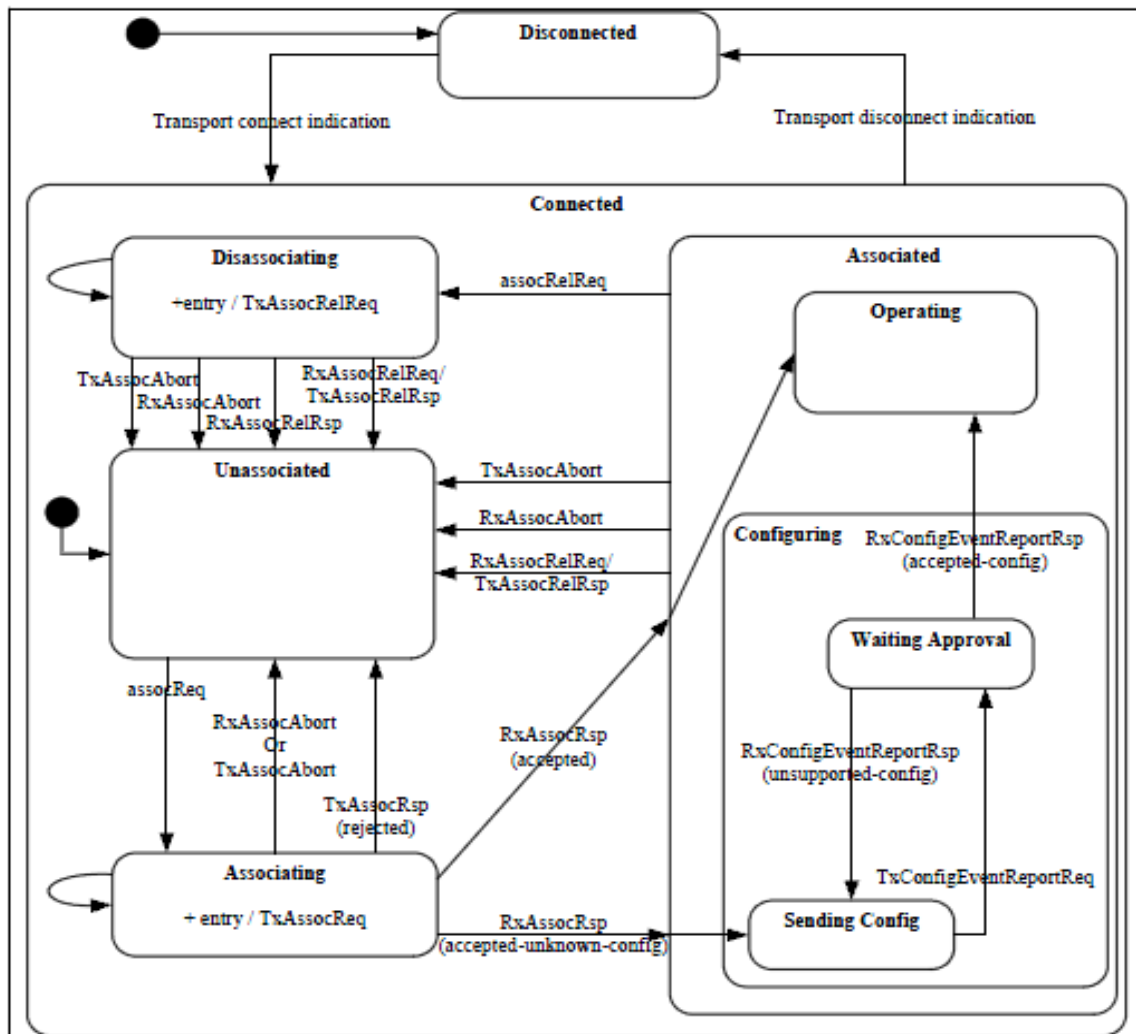 Disconnected
Transport connect indication
Transport disconnect indication
Connected
Disassociating
+entry / TxAssocRelReq
assocRelReq
Associated
Operating
TxAssocAbort
RxAssocAbort
RxAssocRelRsp
RxAssocRelReq/
TxAssocRelRsp
Unassociated
TxAssocAbort
RxAssocAbort
RxAssocRelReq/
TxAssocRelRsp
Configuring
RxConfigEventReportRsp
(accepted-config)
Waiting Approval
assocReq
RxAssocAbort
Or
TxAssocAbort
TxAssocRsp
(rejected)
RxAssocRsp
(accepted)
RxConfigEventReportRsp
(unsupported-config)
TxConfigEventReportReq
Associating
+ entry / TxAssocReq
RxAssocRsp
(accepted-unknown-config)
Sending Config